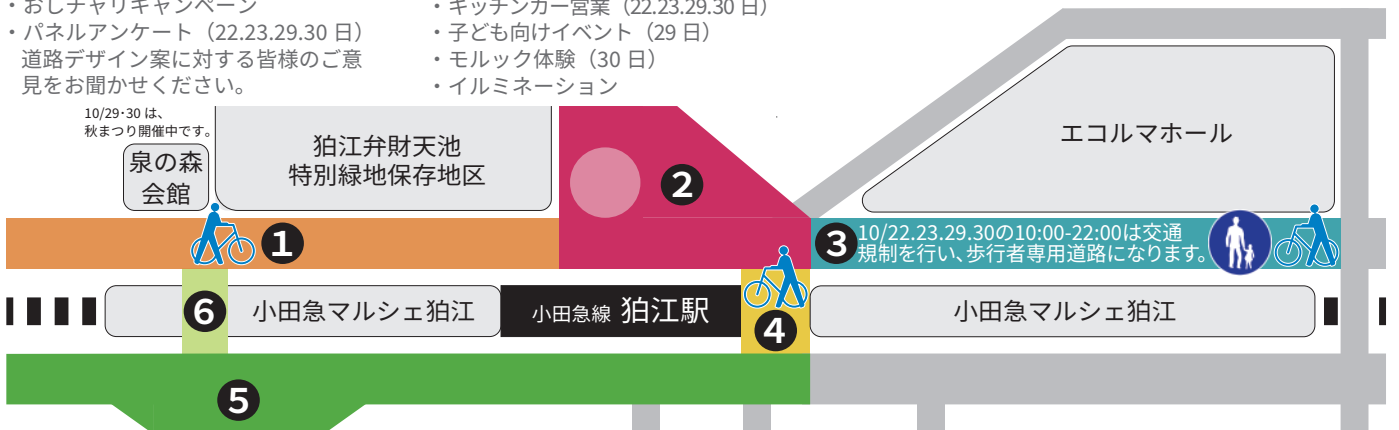 ・おしチャリキャンペーン
・パネルアンケート（22.23.29.30 日）
道路デザイン案に対する皆様のご意
見をお聞かせください。
・キッチンカー営業（22.23.29.30 日）
・子ども向けイベント（29 日）
・モルック体験（30 日）
・イルミネーション
10/29・30 は、
秋まつり開催中です。
泉の森
会館
狛江弁財天池
特別緑地保存地区
エコルマホール
❶
❷
❸
10/22.23.29.30の10:00-22:00は交通
規制を行い、歩行者専用道路になります。
❻
小田急マルシェ狛江
小田急線 狛江駅
❹
小田急マルシェ狛江
❺